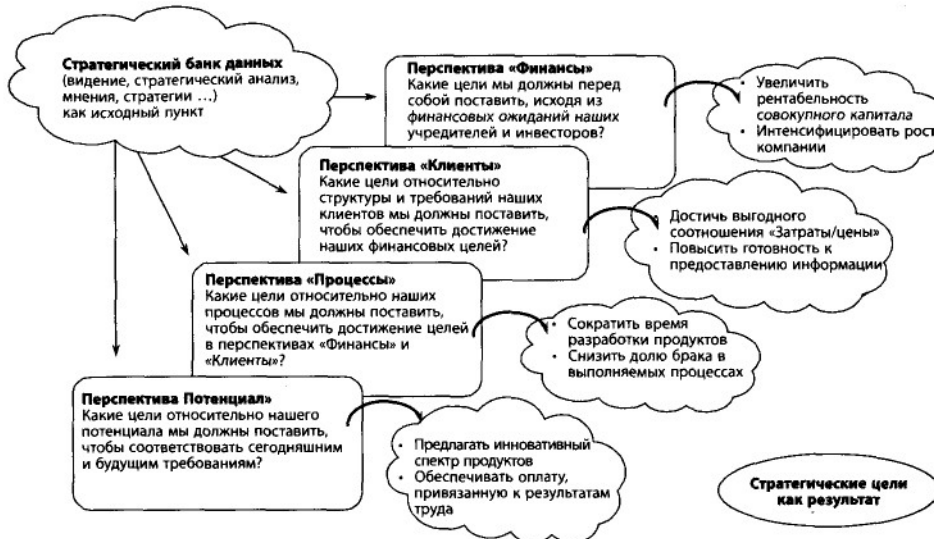 Стратегический банк данных
(видение, стратегический анализ,
мнения, стратегии ...)
как исходный пункт
Перспектива «Финансы»
Какие цели мы должны перед
собой поставить, исходя из
финансовых ожиданий наших
учредителей и инвесторов?
• Увеличить
рентабельность
совокупного капитала
• Интенсифицировать рост
компании
Перспектива «Клиенты»
Какие цели относительно
структуры и требований наших
клиентов мы должны поставить,
чтобы обеспечить достижение
наших финансовых целей?
• Достичь выгодного
соотношения «Затраты/цены»
• Повысить готовность к
предоставлению информации
Перспектива «Процессы»
Какие цели относительно наших
процессов мы должны поставить,
чтобы обеспечить достижение целей
в перспективах «Финансы» и
«Клиенты»?
• Сократить время
разработки продуктов
• Снизить долю брака в
выполняемых процессах
Перспектива Потенциал»
Какие цели относительно нашего
потенциала мы должны поставить,
чтобы соответствовать сегодняшним
и будущим требованиям?
• Предлагать инновативный
спектр продуктов
• Обеспечивать оплату,
привязанную к результатам
труда
Стратегические цели
как результат